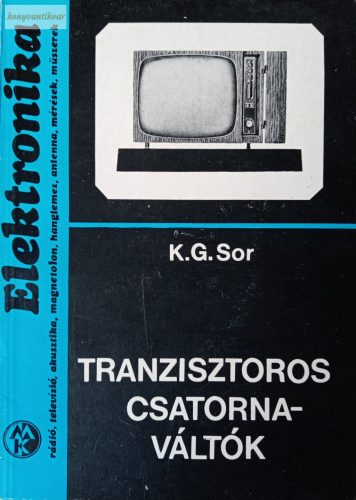 könyvantikvar
Elektronika
rádió, televízió, akusztika, magnetofon, hanglemez, antenna, mérések, műszerek
K.G. Sor
TRANZISZTOROS
CSATORNA-
VÁLTÓK